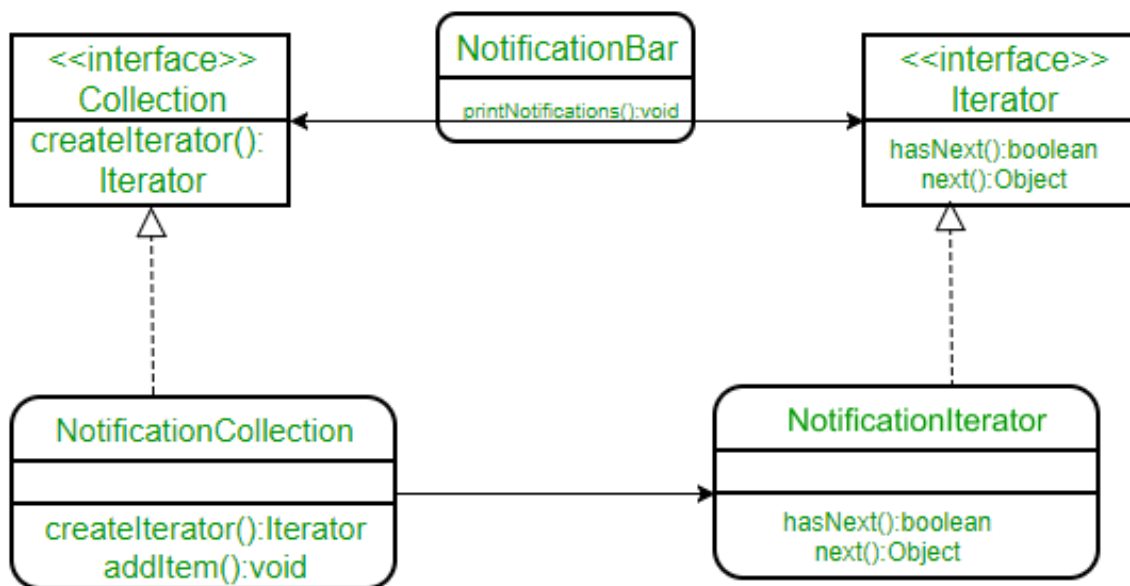 <<interface>>
Collection
createIterator():
Iterator
NotificationBar
printNotifications():void
<<interface>>
Iterator
hasNext():boolean
next():Object
NotificationCollection
createIterator():Iterator
addItem():void
NotificationIterator
hasNext():boolean
next():Object